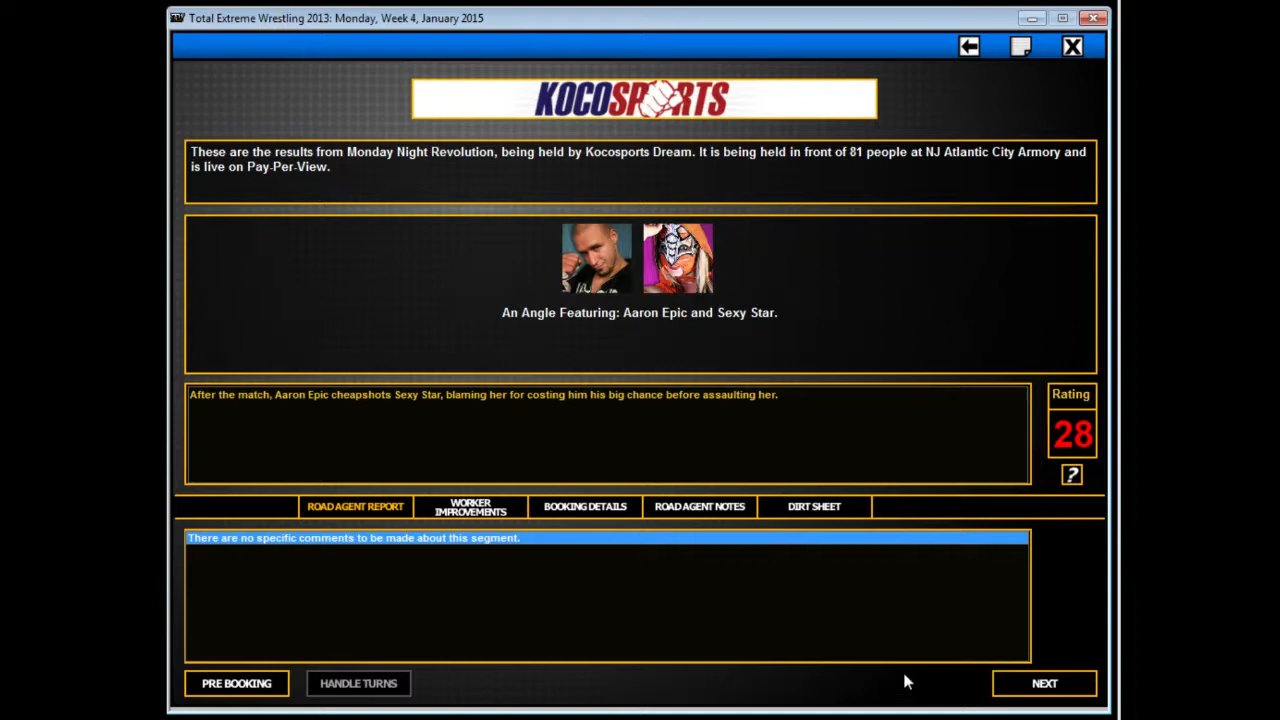 Total Extreme Wrestling 2013: Monday, Week 4, January 2015
KOCOSPORTS
These are the results from Monday Night Revolution, being held by Kocosports Dream. It is being held in front of 81 people at NJ Atlantic City Armory and
is live on Pay-Per-View.
An Angle Featuring: Aaron Epic and Sexy Star.
After the match, Aaron Epic cheapshots Sexy Star, blaming her for costing him his big chance before assaulting her.
Rating
28
?
ROAD AGENT REPORT
WORKER
IMPROVEMENTS
BOOKING DETAILS
ROAD AGENT NOTES
DIRT SHEET
There are no specific comments to be made about this segment.
PRE BOOKING
HANDLE TURNS
NEXT